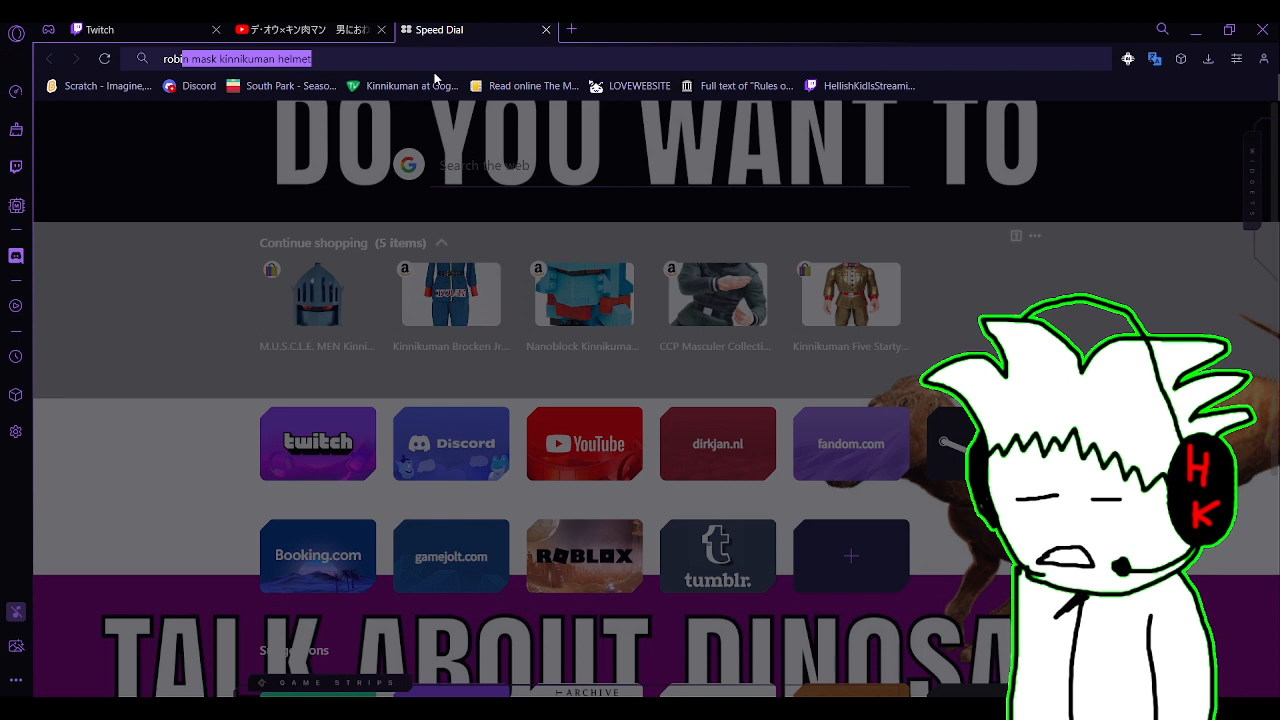 Twitch
デ・オウ×キン肉マン 男におわ
Speed Dial
robin mask kinnikuman helmet
Scratch - Imagine,...
Discord
South Park - Seaso...
Kinnikuman at Gog...
Read online The M...
LOVEWEBSITE
Full text of "Rules o...
HellishKidIsStreami...
DO YOU WANT TO
Search the web
WIDGETS
Continue shopping (5 items)
M.U.S.C.L.E. MEN Kinni...
Kinnikuman Brocken Jr...
Nanoblock Kinnikuma...
CCP Masculer Collecti...
Kinnikuman Five Starty...
twitch
Discord
YouTube
dirkjan.nl
fandom.com
Booking.com
gamejolt.com
ROBLOX
t
tumblr.
H
K
TALK ABOUT DINOSA
Suggestions
GAME STRIPS
ARCHIVE